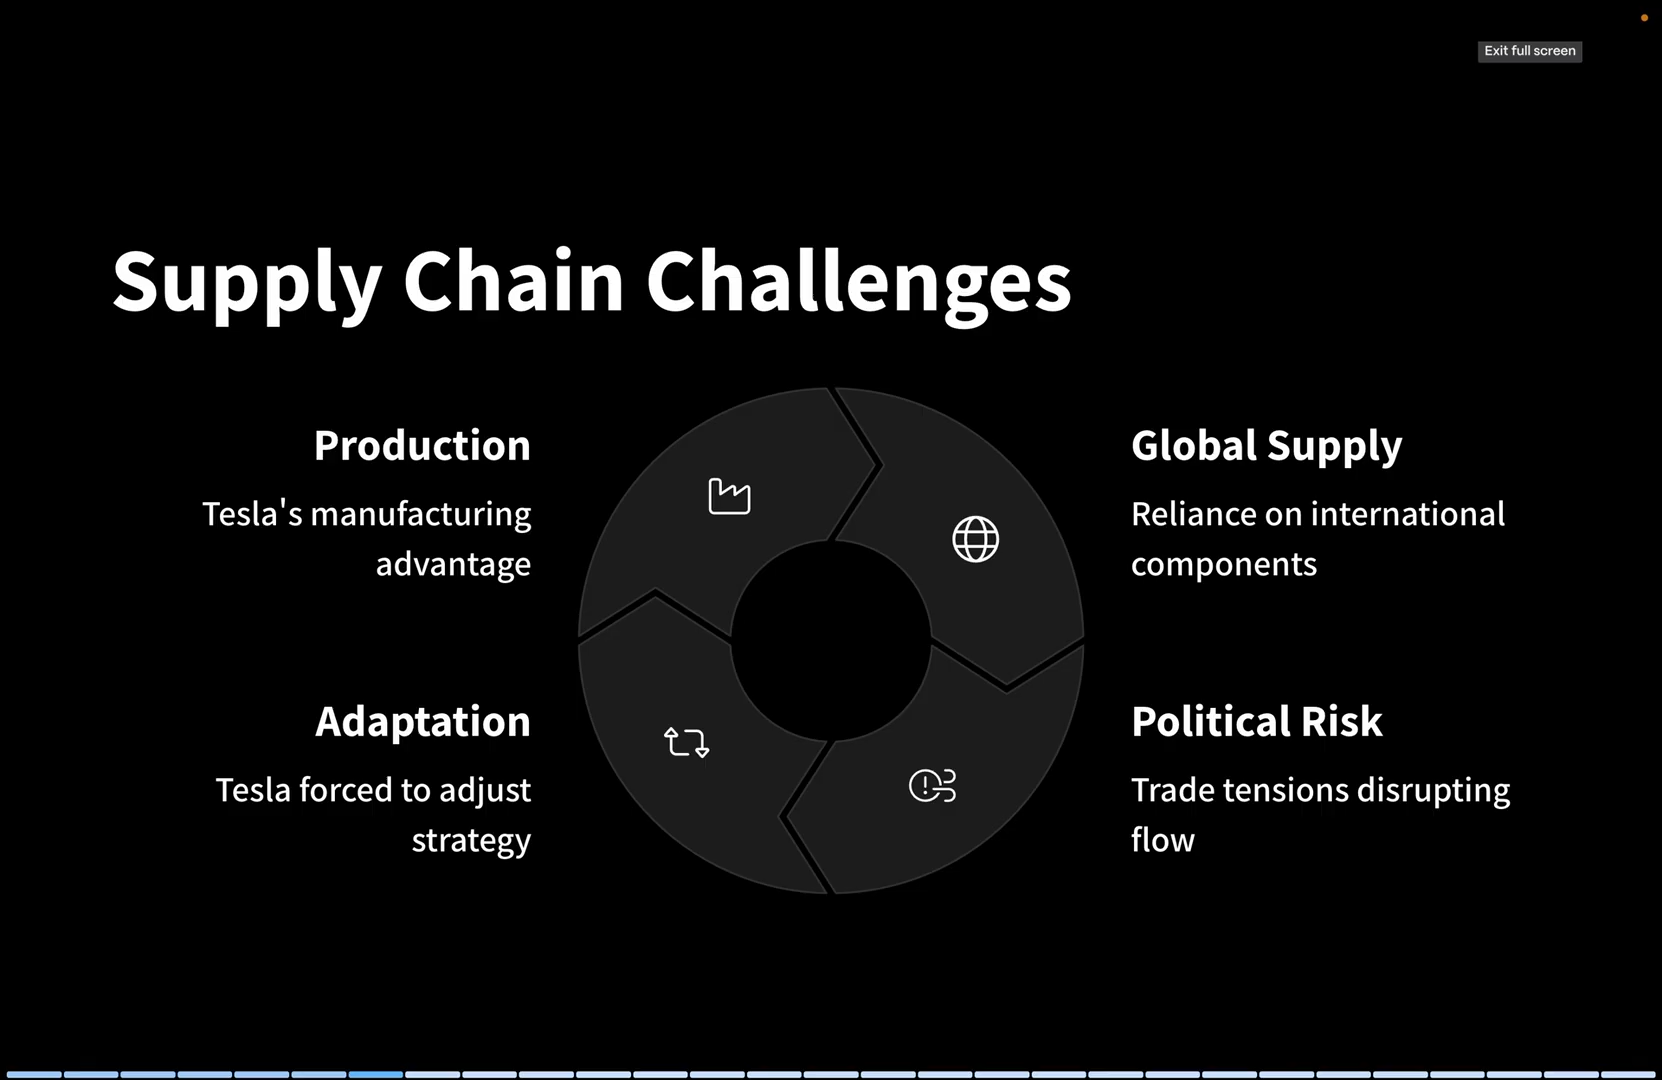 Exit full screen
Supply Chain Challenges
Production
Tesla's manufacturing
advantage
Global Supply
Reliance on international
components
Adaptation
Tesla forced to adjust
strategy
Political Risk
Trade tensions disrupting
flow